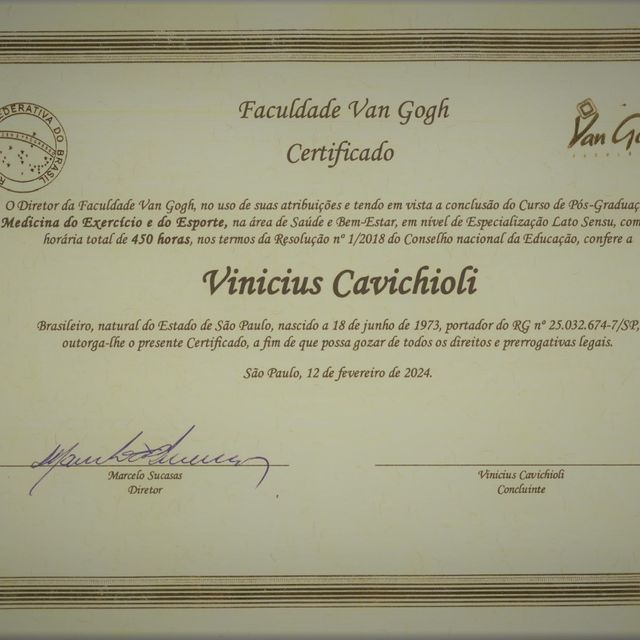 Faculdade Van Gogh
Certificado
FEDERATIVA DO BRASIL
Van Go
O Diretor da Faculdade Van Gogh, no uso de suas atribuições e tendo em vista a conclusão do Curso de Pós-Graduaç
Medicina do Exercício e do Esporte, na área de Saúde e Bem-Estar, em nível de Especialização Lato Sensu, com
horária total de 450 horas, nos termos da Resolução nº 1/2018 do Conselho nacional da Educação, confere a
Vinicius Cavichioli
Brasileiro, natural do Estado de São Paulo, nascido a 18 de junho de 1973, portador do RG nº 25.032.674-7/SP,
outorga-lhe o presente Certificado, a fim de que possa gozar de todos os direitos e prerrogativas legais.
São Paulo, 12 de fevereiro de 2024.
Marcelo Sucasas
Diretor
Vinicius Cavichioli
Concluinte